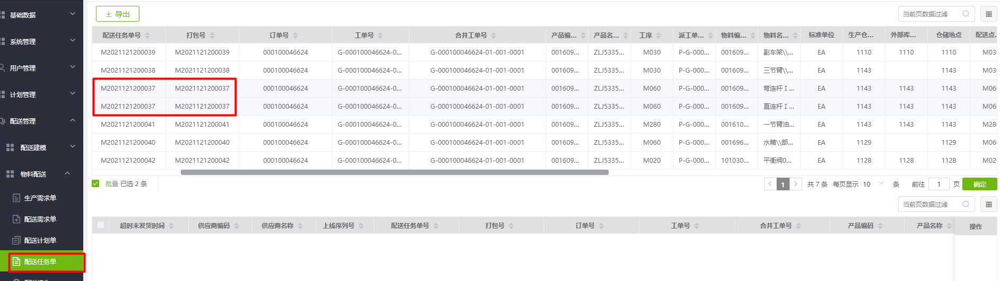 基础数据
系统管理
用户管理
计划管理
配送管理
配送建模
物料配送
生产需求单
配送需求单
配送计划单
配送任务单
导出
当前页数据过滤
配送任务单号 打包号 订单号 工单号 合并工单号 产品编... 产品名... 工序 派工单... 物料编... 物料名... 标准单位 生产仓... 外部库... 仓储地点 配送点...
M2021121200039 M2021121200039 000100046624 G-000100046624-0... G-000100046624-01-001-0001 001609... ZLJ5335... M030 P-G-000... 001609... 副车架\\... EA 1110 1110 1110 M03
M2021121200038 M2021121200038 000100046624 G-000100046624-0... G-000100046624-01-001-0001 001609... ZLJ5335... M030 P-G-000... 001609... 三节臂\\... EA 1143 1143 M03
M2021121200037 M2021121200037 000100046624 G-000100046624-0... G-000100046624-01-001-0001 001609... ZLJ5335... M060 P-G-000... 001609... 弯连杆Ⅰ... EA 1143 1143 1143 M06
M2021121200037 M2021121200037 000100046624 G-000100046624-0... G-000100046624-01-001-0001 001609... ZLJ5335... M060 P-G-000... 001609... 直连杆Ⅰ... EA 1143 1143 1143 M06
M2021121200041 M2021121200041 000100046624 G-000100046624-0... G-000100046624-01-001-0001 001609... ZLJ5335... M280 P-G-000... 001610... 一节臂油... EA 1143 1143 1143 M28
M2021121200040 M2021121200040 000100046624 G-000100046624-0... G-000100046624-01-001-0001 001609... ZLJ5335... M060 P-G-000... 001696... 水箱\\部... EA 1129 1129 M06
M2021121200042 M2021121200042 000100046624 G-000100046624-0... G-000100046624-01-001-0001 001609... ZLJ5335... M020 P-G-000... 101030... 平衡阀0... EA 1128 1128 1128 M02
批量 已选 2 条
1 共 7 条 每页显示 10 条 前往 1 页 确定
当前页数据过滤
超时未发货时间 供应商编码 供应商名称 上线序列号 配送任务单号 打包号 订单号 工单号 合并工单号 产品编码 产品名称 操作